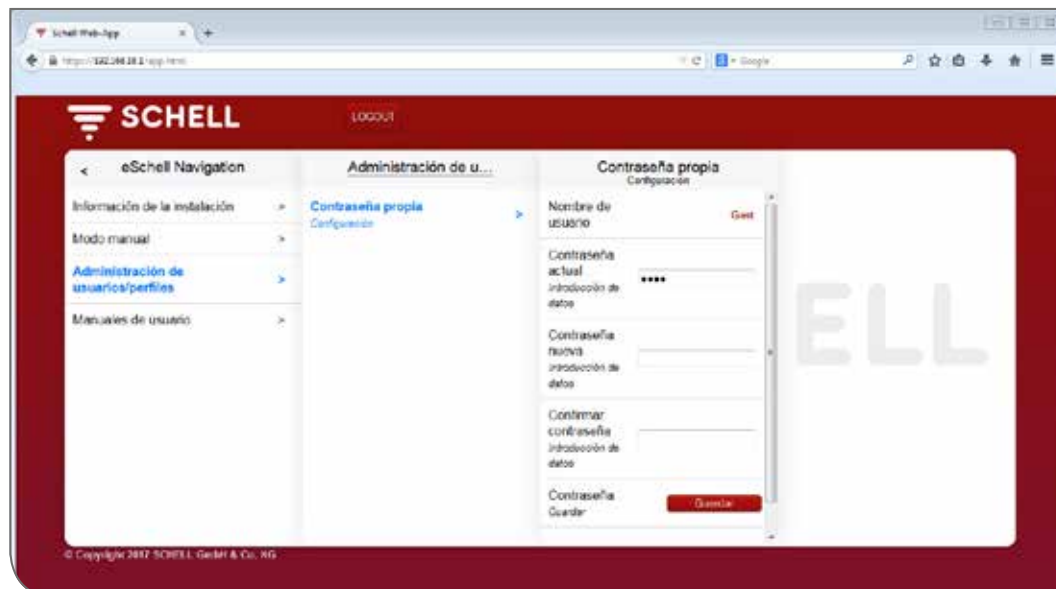 Schell Web-App
Google
SCHELL
LOGOUT
< eSchell Navigation
Información de la instalación >
Modo manual >
Administración de
usuarios/perfiles >
Manuales de usuario >
Administración de u...
Contraseña propia
Configuración >
Contraseña propia
Configuración
Nombre de
usuario
Gast
Contraseña
actual
Introducción de
datos
••••
Contraseña
nueva
Introducción de
datos
Confirmar
contraseña
Introducción de
datos
Contraseña
Guardar
Guardar
ELL
© Copyright 2017 SCHELL GmbH & Co. KG